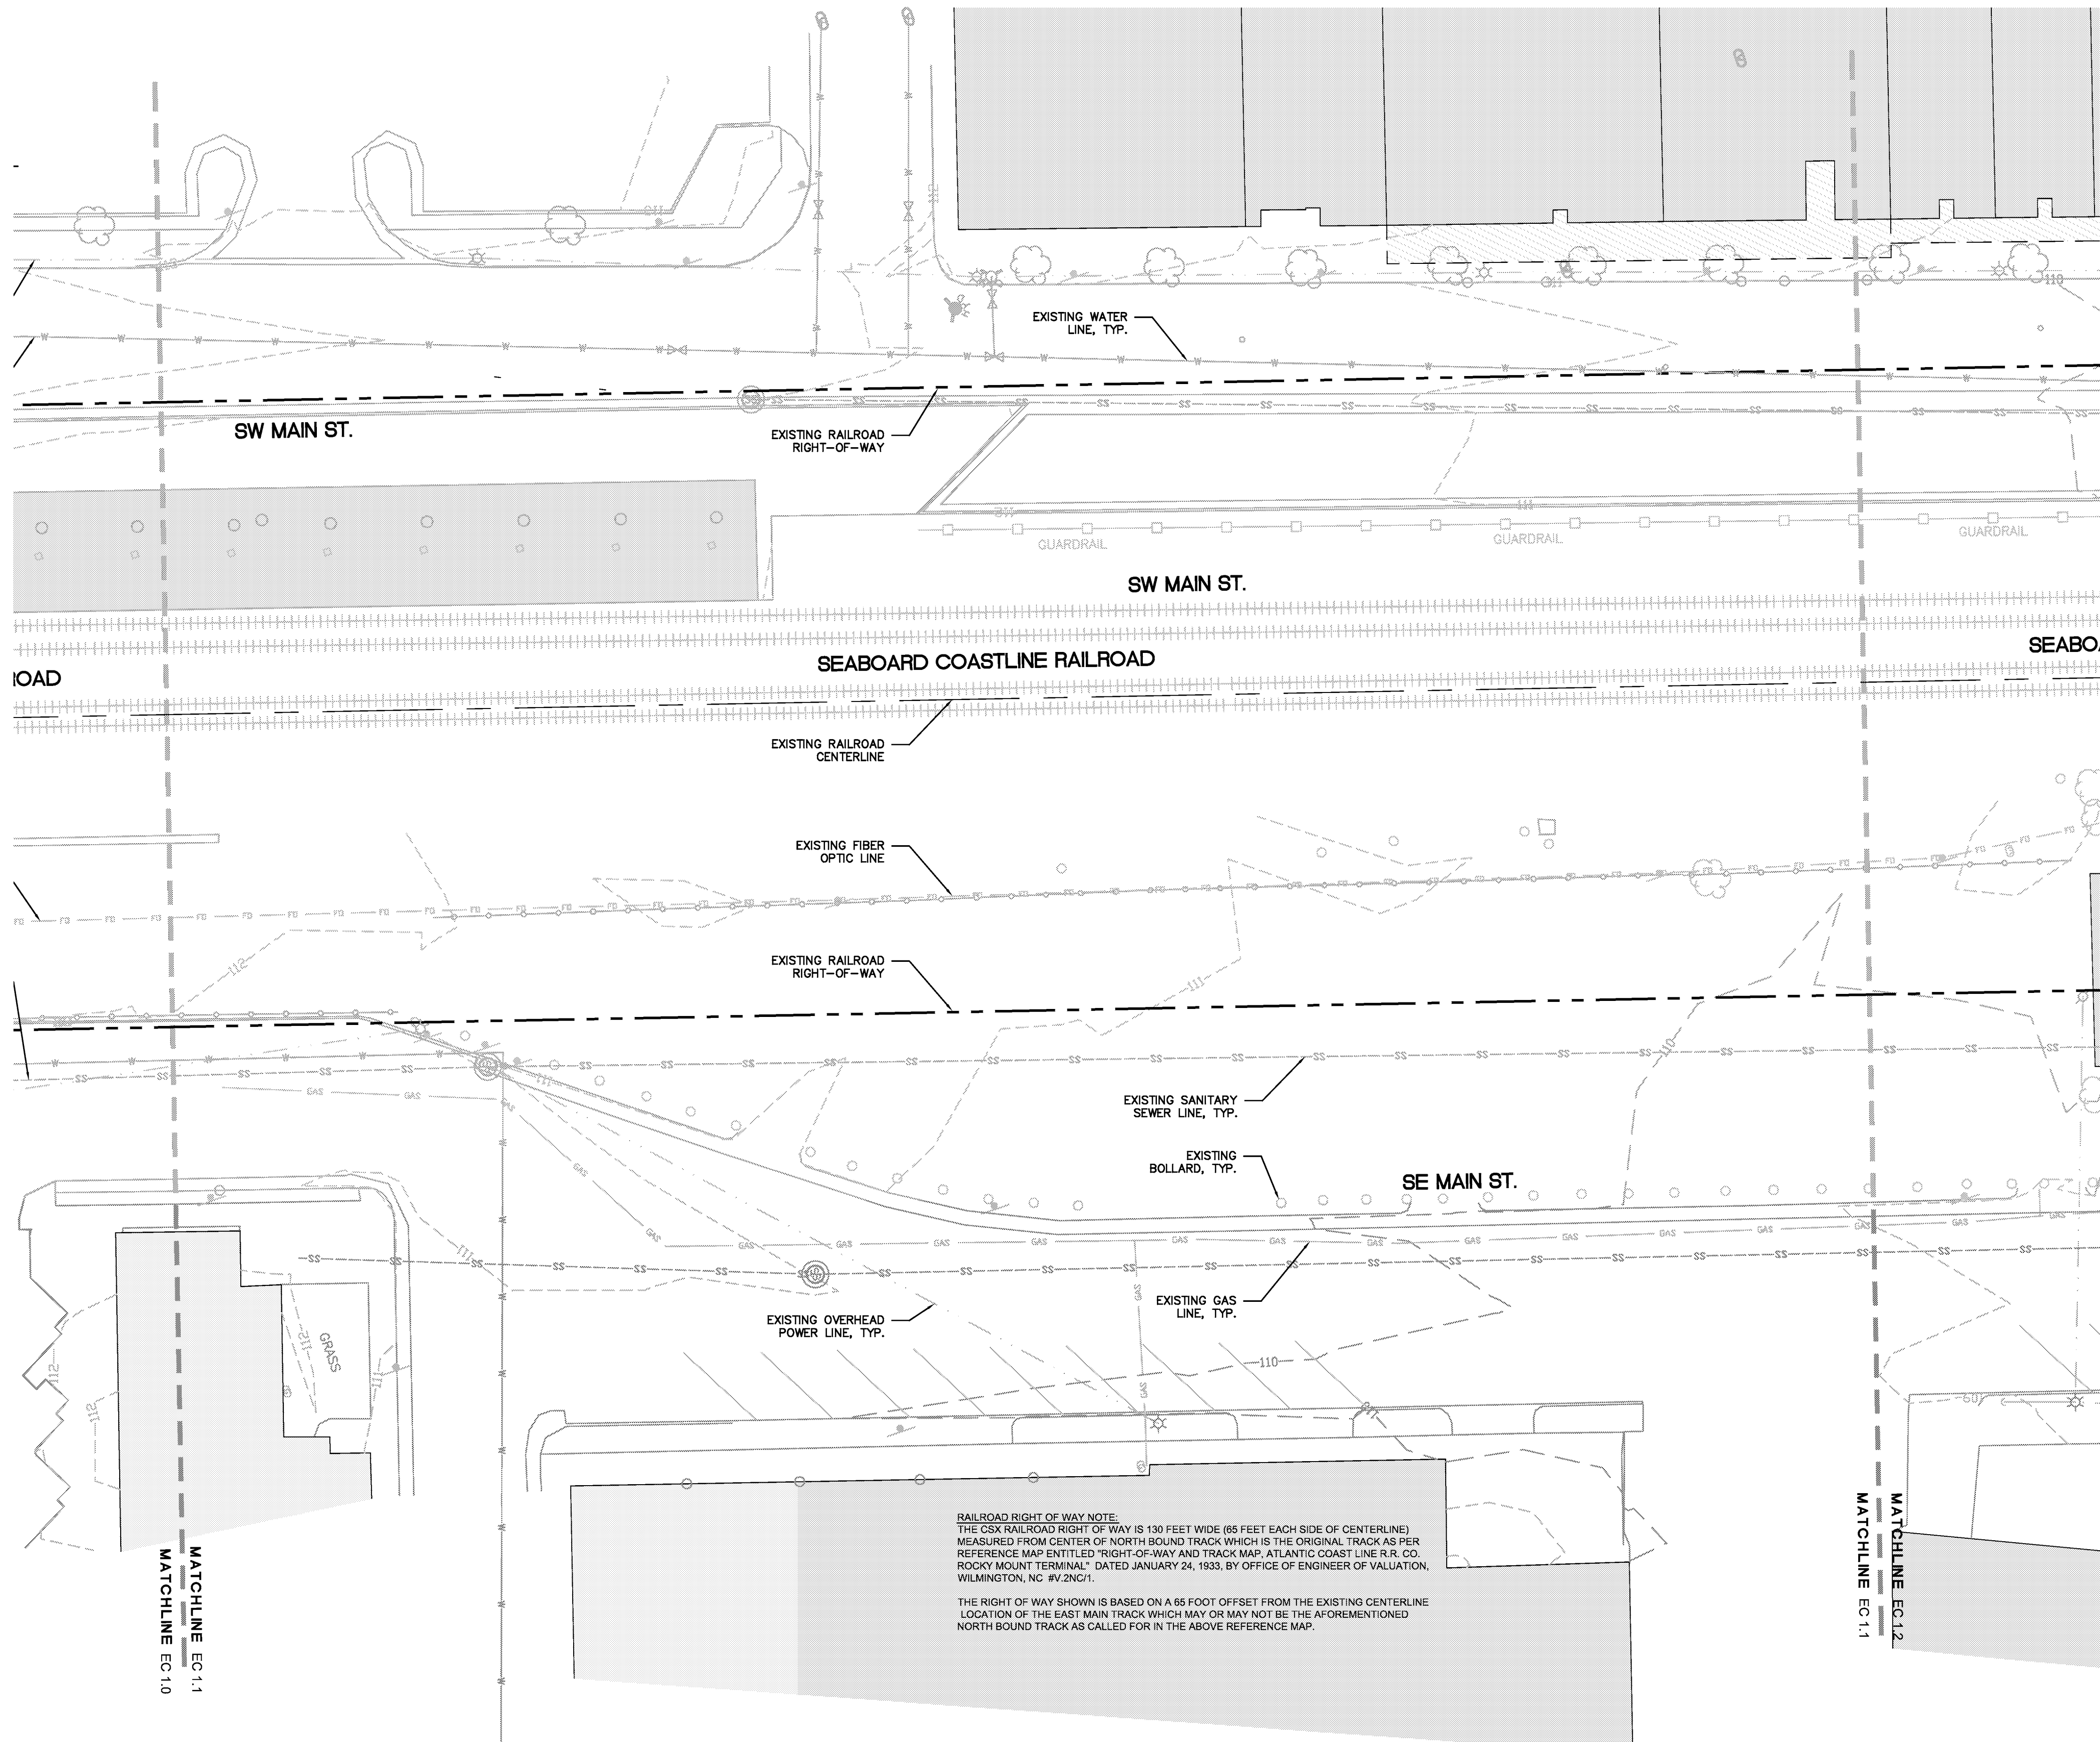 EXISTING WATER
LINE, TYP.
SW MAIN ST.
EXISTING RAILROAD
RIGHT-OF-WAY
GUARDRAIL
GUARDRAIL
GUARDRAIL
SW MAIN ST.
SEABOARD COASTLINE RAILROAD
EXISTING RAILROAD
CENTERLINE
EXISTING FIBER
OPTIC LINE
EXISTING RAILROAD
RIGHT-OF-WAY
112
111
110
EXISTING SANITARY
SEWER LINE, TYP.
EXISTING
BOLLARD, TYP.
SE MAIN ST.
EXISTING GAS
LINE, TYP.
EXISTING OVERHEAD
POWER LINE, TYP.
GRASS
110
RAILROAD RIGHT OF WAY NOTE:
THE CSX RAILROAD RIGHT OF WAY IS 130 FEET WIDE (65 FEET EACH SIDE OF CENTERLINE)
MEASURED FROM CENTER OF NORTH BOUND TRACK WHICH IS THE ORIGINAL TRACK AS PER
REFERENCE MAP ENTITLED "RIGHT-OF-WAY AND TRACK MAP, ATLANTIC COAST LINE R.R. CO.
ROCKY MOUNT TERMINAL" DATED JANUARY 24, 1933, BY OFFICE OF ENGINEER OF VALUATION,
WILMINGTON, NC #V.2NC/1.
THE RIGHT OF WAY SHOWN IS BASED ON A 65 FOOT OFFSET FROM THE EXISTING CENTERLINE
LOCATION OF THE EAST MAIN TRACK WHICH MAY OR MAY NOT BE THE AFOREMENTIONED
NORTH BOUND TRACK AS CALLED FOR IN THE ABOVE REFERENCE MAP.
MATCHLINE EC1.0
MATCHLINE EC1.1
MATCHLINE EC1.1
MATCHLINE EC1.2